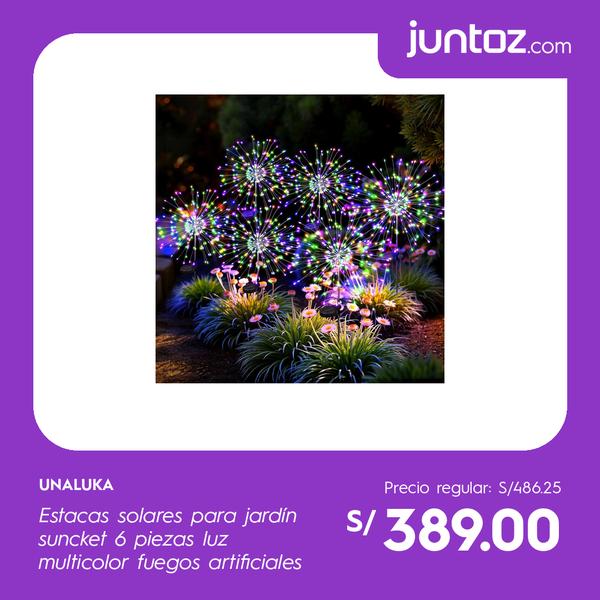 juntoz.com
UNALUKA
Estacas solares para jardín
suncket 6 piezas luz
multicolor fuegos artificiales
Precio regular: S/486.25
S/ 389.00